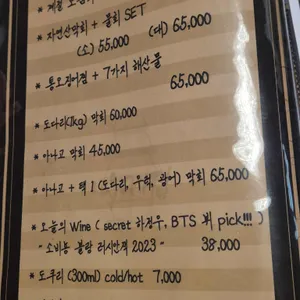 * 자연산막회 + 물회 SET
(소) 55,000 (대) 65,000
* 통오징어찜 + 7가지 해산물
65,000
* 도다리(1kg) 막회 60,000
* 아나고 막회 45,000
* 아나고 + 택 1 (도다리, 우럭, 광어) 막회 65,000
* 오늘의 Wine ( secret 하정우, BTS 뷔 pick!!! )
" 소비뇽 블랑 러시안잭 2023 " 38,000
* 도쿠리 (300ml) cold/hot 7,000